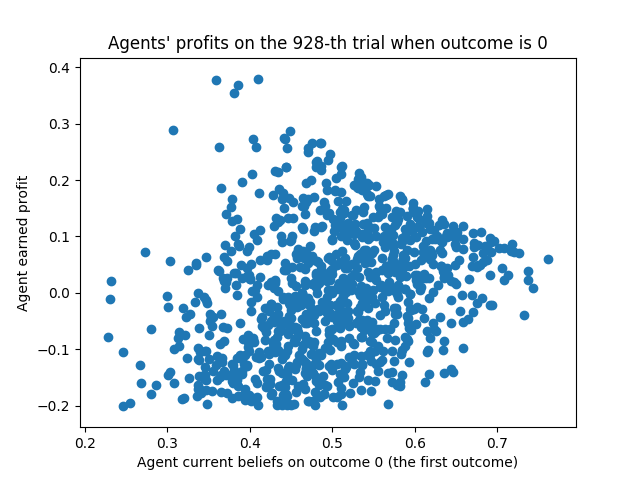 Agents' profits on the 928-th trial when outcome is 0
0.4
0.3
0.2
0.1
0.0
−0.1
−0.2
Agent earned profit
0.2 0.3 0.4 0.5 0.6 0.7
Agent current beliefs on outcome 0 (the first outcome)